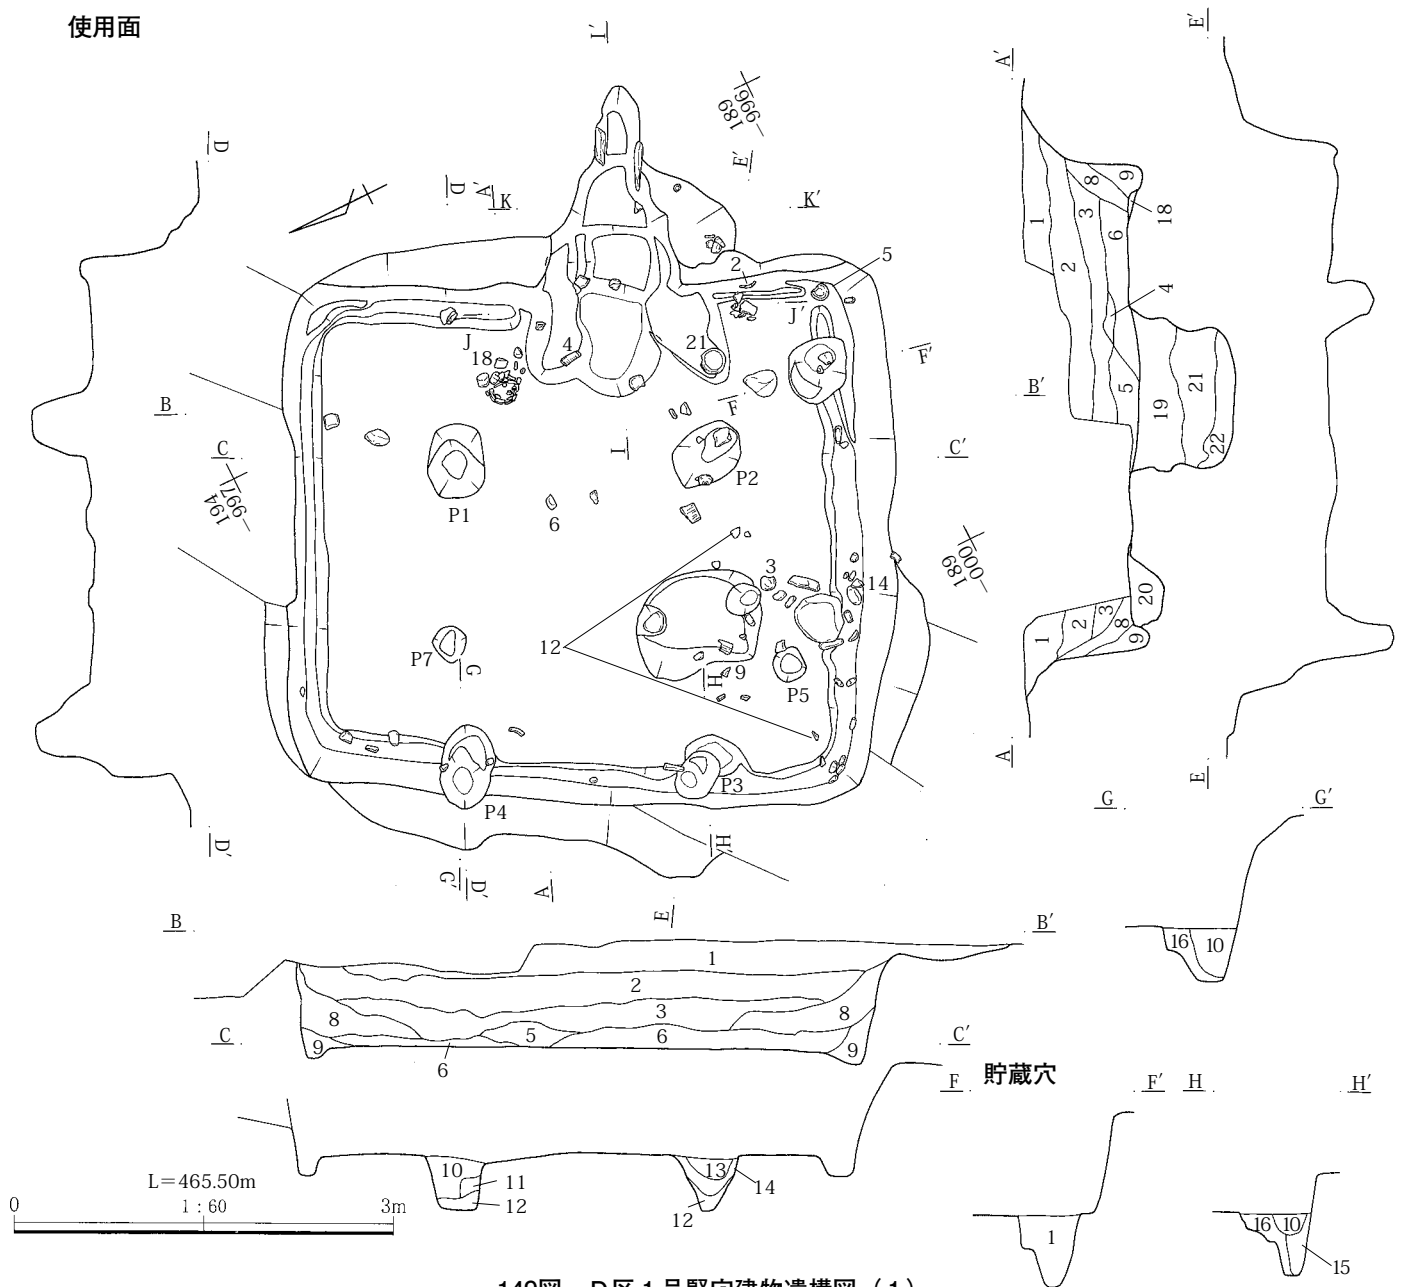 使用面
I'
E'
A'
D
189
-996
E'
D
A'
K
K'
1
3
8
9
18
6
2
4
2
5
J
J'
18
4
21
F'
F
B
B'
5
19
21
22
C
C'
I
194
-997
P1
P2
6
189
-000
3
14
12
9
20
1
2
3
8
9
P7
G
H
P5
P4
P3
D'
H'
A
E
G
G'
G'
D'
A
E
B
B'
1
2
3
8
8
5
6
9
9
6
16
10
C
C'
貯蔵穴
F
F'
H
H'
10
11
12
13
14
12
1
16
10
15
L=465.50m
0
1:60
3m